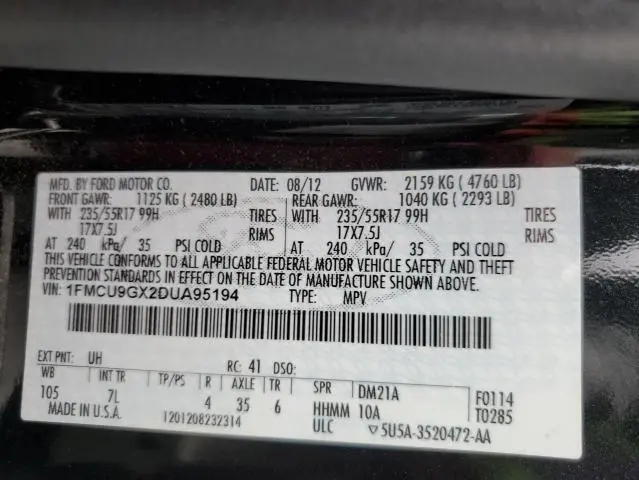 MFD. BY FORD MOTOR CO. DATE: 08/12 GVWR: 2159 KG ( 4760 LB)
FRONT GAWR: 1125 KG ( 2480 LB) REAR GAWR: 1040 KG ( 2293 LB)
WITH 235/55R17 99H TIRES WITH 235/55R17 99H TIRES
17X7.5J RIMS 17X7.5J RIMS
AT 240 kPa/ 35 PSI COLD AT 240 kPa/ 35 PSI COLD
THIS VEHICLE CONFORMS TO ALL APPLICABLE FEDERAL MOTOR VEHICLE SAFETY AND THEFT
PREVENTION STANDARDS IN EFFECT ON THE DATE OF MANUFACTURE SHOWN ABOVE.
VIN: 1FMCU9GX2DUA95194 TYPE: MPV
EXT PNT: UH RC: 41 DSO:
WB INT TR TP/PS R AXLE TR SPR DM21A F0114
105 7L 4 35 6 HHMM 10A T0285
MADE IN U.S.A. 1201208232314 ULC ▽5U5A-3520472-AA